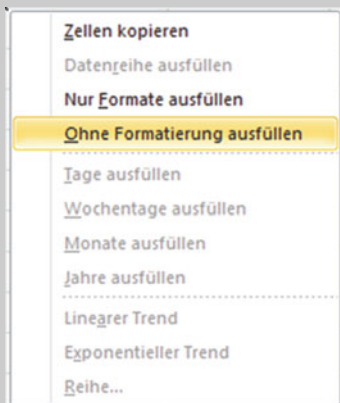 Zellen kopieren
Datenreihe ausfüllen
Nur Formate ausfüllen
Ohne Formatierung ausfüllen
Tage ausfüllen
Wochentage ausfüllen
Monate ausfüllen
Jahre ausfüllen
Linearer Trend
Exponentieller Trend
Reihe...